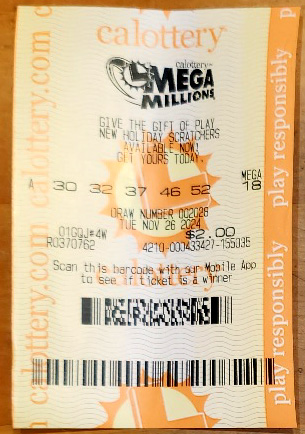 calottery
calottery
MEGA
MILLIONS
GIVE THE GIFT OF PLAY
NEW HOLIDAY SCRATCHERS
AVAILABLE NOW!
GET YOURS TODAY.
MEGA
A 30 32 37 46 52 18
DRAW NUMBER 002026
TUE NOV 26 2024
01GQJ#4W $2.00
R0370762 4210-000433427-155035
Scan this barcode with our Mobile App
to see if ticket is a winner
calottery.com
calottery.com
play responsibly
play responsibly